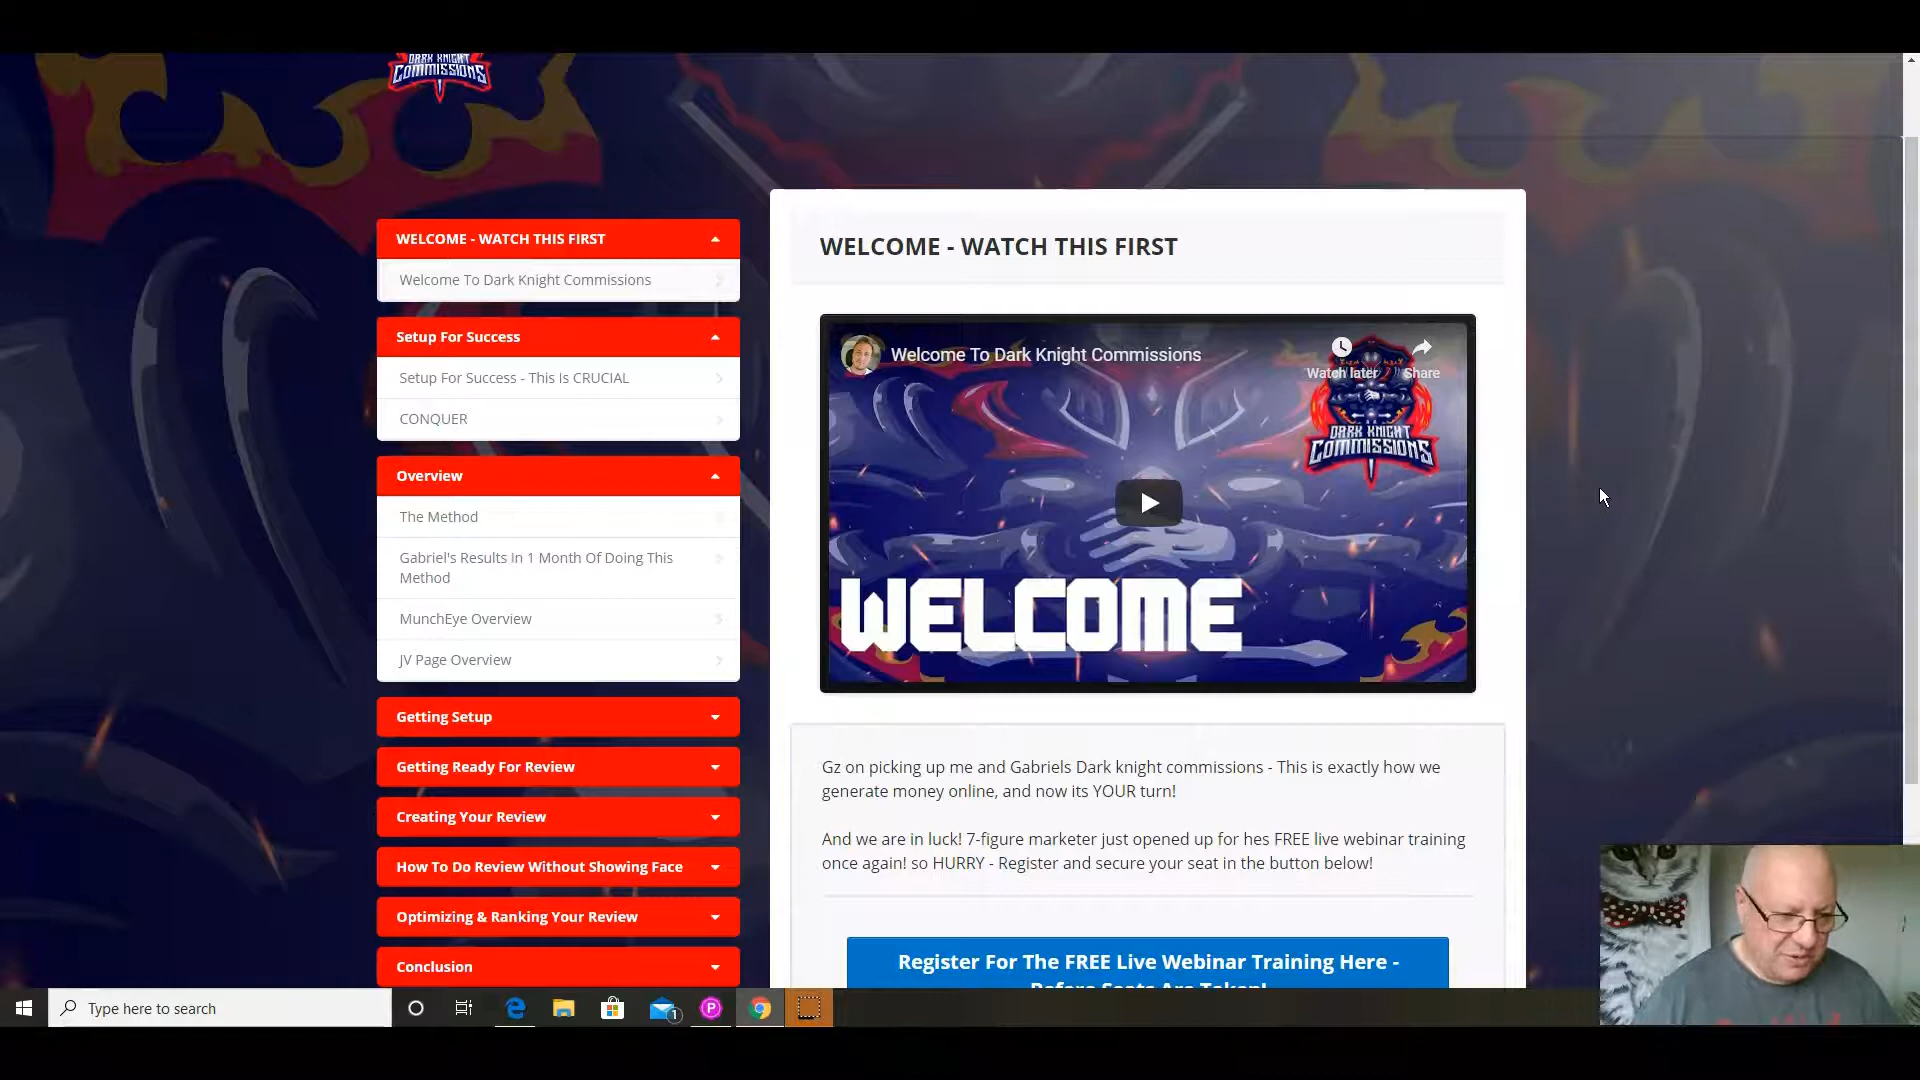 DARK KNIGHT
COMMISSIONS
WELCOME - WATCH THIS FIRST
Welcome To Dark Knight Commissions
Setup For Success
Setup For Success - This Is CRUCIAL
CONQUER
Overview
The Method
Gabriel's Results In 1 Month Of Doing This
Method
MunchEye Overview
JV Page Overview
Getting Setup
Getting Ready For Review
Creating Your Review
How To Do Review Without Showing Face
Optimizing & Ranking Your Review
Conclusion
WELCOME - WATCH THIS FIRST
Welcome To Dark Knight Commissions
Watch later
Share
DARK KNIGHT
COMMISSIONS
WELCOME
Gz on picking up me and Gabriels Dark knight commissions - This is exactly how we
generate money online, and now its YOUR turn!
And we are in luck! 7-figure marketer just opened up for hes FREE live webinar training
once again! so HURRY - Register and secure your seat in the button below!
Register For The FREE Live Webinar Training Here -
Before Seats Are Taken!
Type here to search
1
P